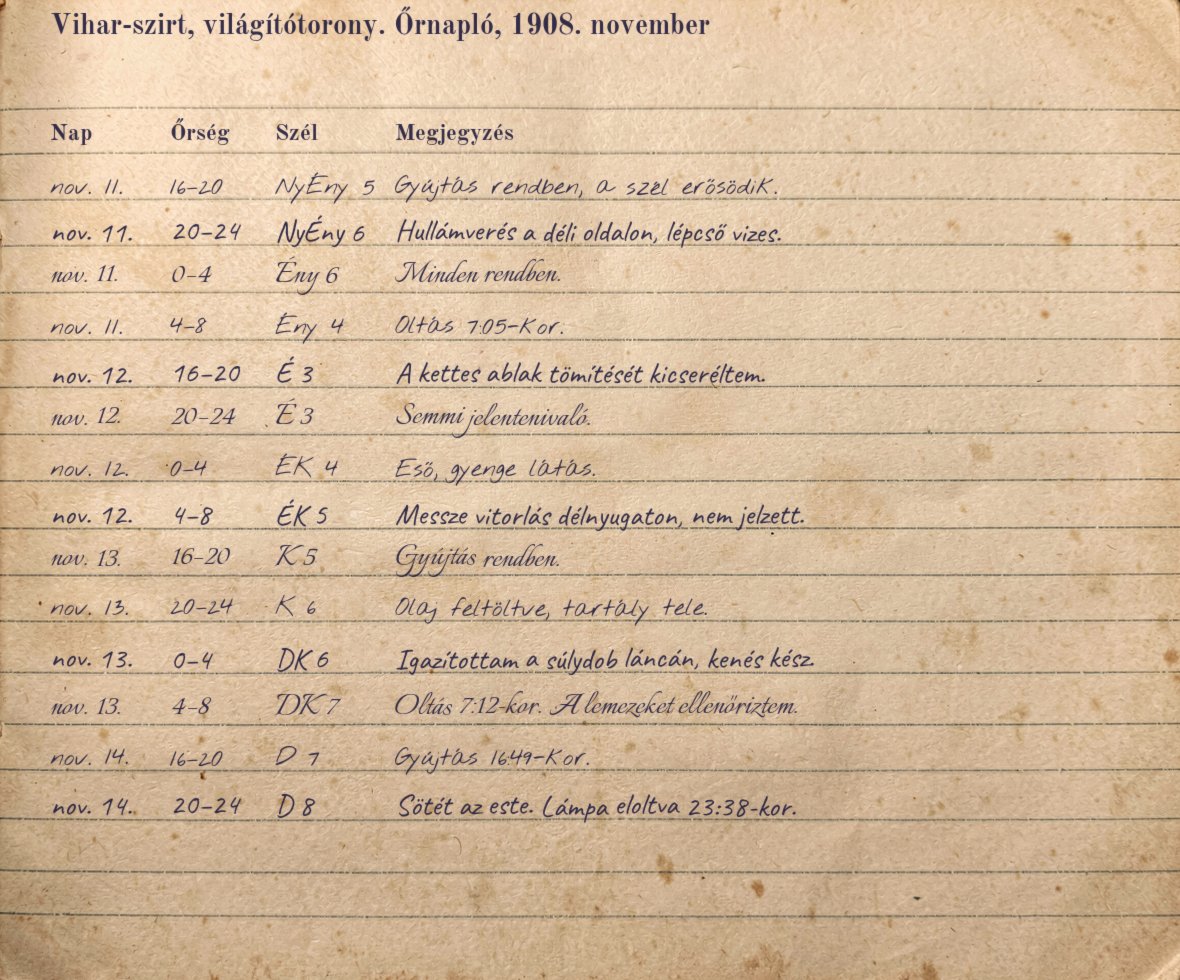 Vihar-szirt, világítótorony. Őrnapló, 1908. november
Nap Őrség Szél Megjegyzés
nov. 11. 16–20 NyÉny 5 Gyújtás rendben, a szél erősödik.
nov. 11. 20–24 NyÉny 6 Hullámverés a déli oldalon, lépcső vizes.
nov. 11. 0–4 Ény 6 Minden rendben.
nov. 11. 4–8 Ény 4 Oltás 7:05-kor.
nov. 12. 16–20 É 3 A kettes ablak tömítését kicseréltem.
nov. 12. 20–24 É 3 Semmi jelentenivaló.
nov. 12. 0–4 ÉK 4 Eső, gyenge látás.
nov. 12. 4–8 ÉK 5 Messze vitorlás délnyugaton, nem jelzett.
nov. 13. 16–20 K 5 Gyújtás rendben.
nov. 13. 20–24 K 6 Olaj feltöltve, tartály tele.
nov. 13. 0–4 DK 6 Igazítottam a súlydob láncán, kenés kész.
nov. 13. 4–8 DK 7 Oltás 7:12-kor. A lemezeket ellenőriztem.
nov. 14. 16–20 D 7 Gyújtás 16:49-kor.
nov. 14. 20–24 D 8 Sötét az este. Lámpa eloltva 23:38-kor.